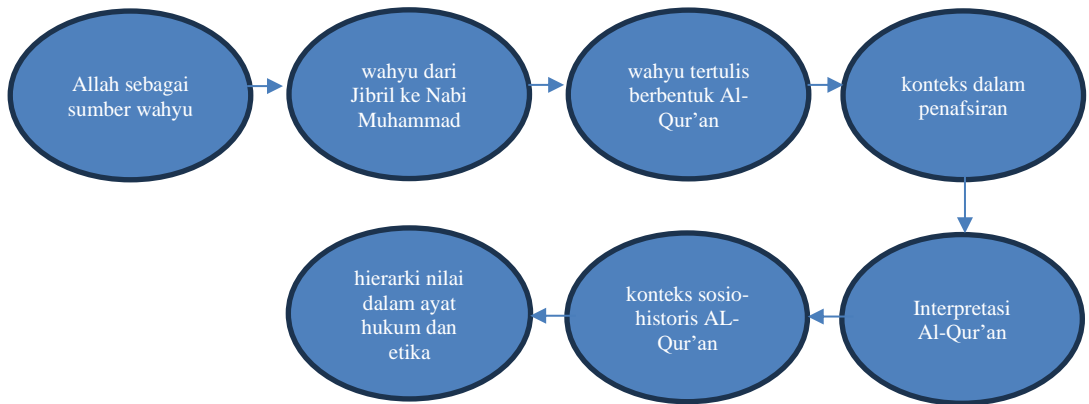 Allah sebagai
sumber wahyu
wahyu dari
Jibril ke Nabi
Muhammad
wahyu tertulis
berbentuk Al-
Qur’an
konteks dalam
penafsiran
Interpretasi
Al-Qur’an
konteks sosio-
historis AL-
Qur’an
hierarki nilai
dalam ayat
hukum dan
etika